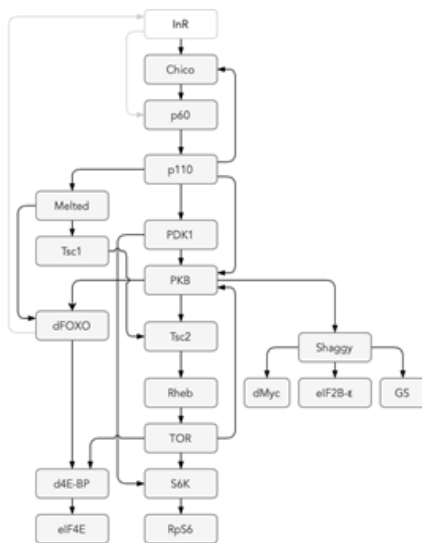 InR
Chico
p60
p110
Melted
Tsc1
PDK1
PKB
dFOXO
Tsc2
Shaggy
Rheb
dMyc
eIF2B-ε
GS
TOR
d4E-BP
S6K
eIF4E
RpS6